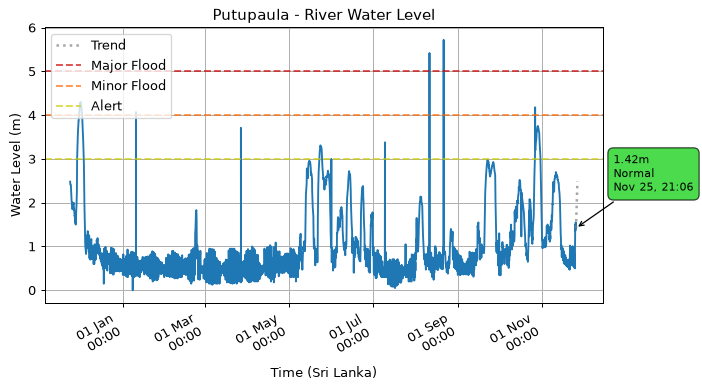 Putupaula - River Water Level
Trend
Major Flood
Minor Flood
Alert
Water Level (m)
6
5
4
3
2
1
0
1.42m
Normal
Nov 25, 21:06
01 Jan
00:00
01 Mar
00:00
01 May
00:00
01 Jul
00:00
01 Sep
00:00
01 Nov
00:00
Time (Sri Lanka)